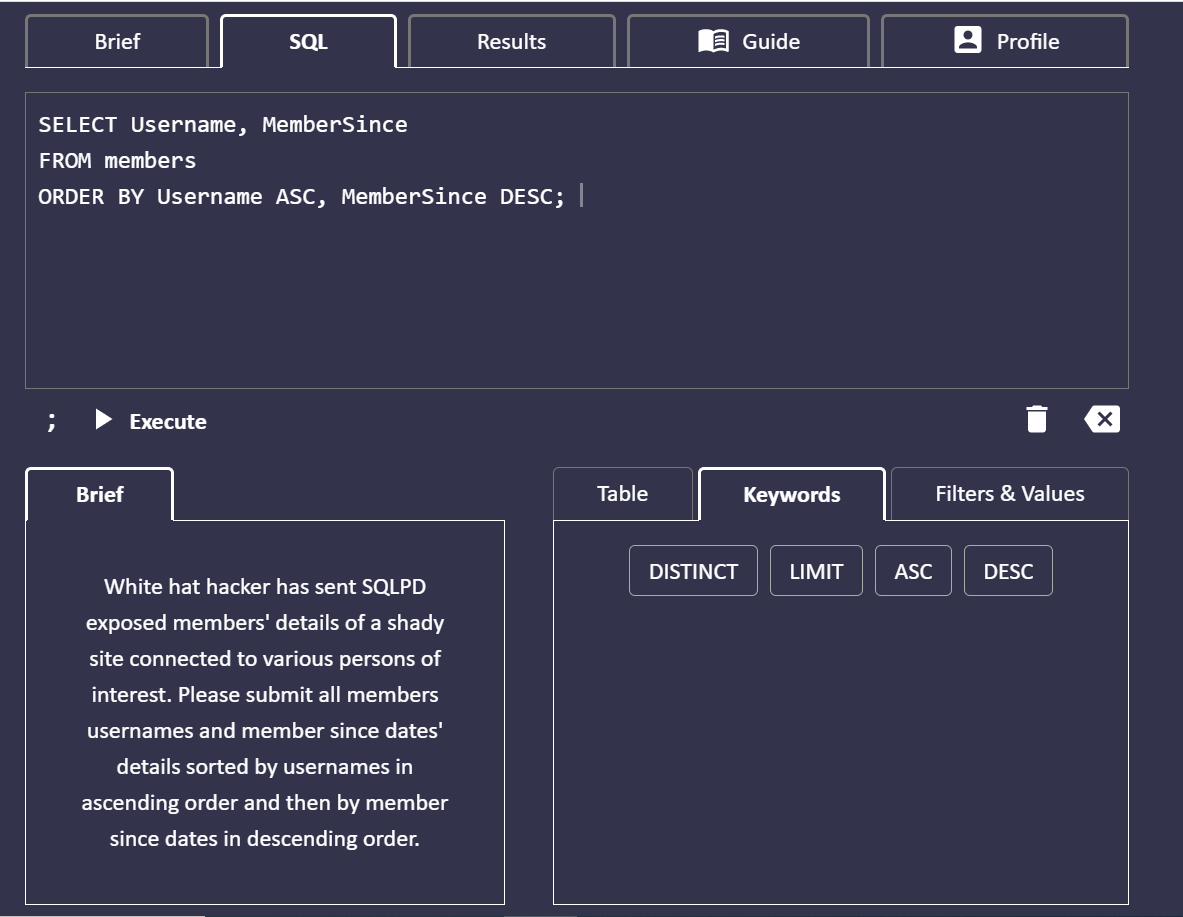 Brief
SQL
Results
Guide
Profile
SELECT Username, MemberSince
FROM members
ORDER BY Username ASC, MemberSince DESC;
;
Execute
Brief
White hat hacker has sent SQLPD
exposed members' details of a shady
site connected to various persons of
interest. Please submit all members
usernames and member since dates'
details sorted by usernames in
ascending order and then by member
since dates in descending order.
Table
Keywords
Filters & Values
DISTINCT
LIMIT
ASC
DESC